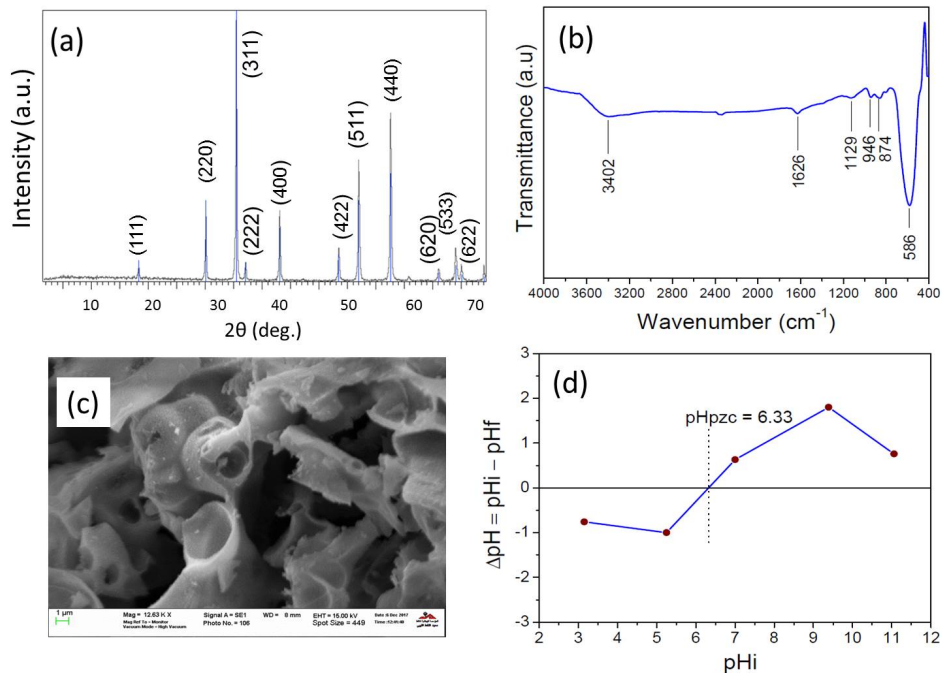 (a)
Intensity (a.u.)
(111)
(220)
(311)
(222)
(400)
(422)
(511)
(440)
(620)
(533)
(622)
10 20 30 40 50 60 70
2θ (deg.)
(b)
Transmittance (a.u)
3402
1626
1129
946
874
586
4000 3600 3200 2800 2400 2000 1600 1200 800 400
Wavenumber (cm⁻¹)
(c)
1 µm
Mag = 12.63 K X
Mag Ref To – Monitor
Vacuum Mode – High Vacuum
Signal A = SE1
Photo No. = 106
WD = 8 mm
EHT = 15.00 kV
Spot Size = 449
(d)
ΔpH = pHi – pHf
3
2
1
0
-1
-2
-3
pHpzc = 6.33
2 3 4 5 6 7 8 9 10 11 12
pHi